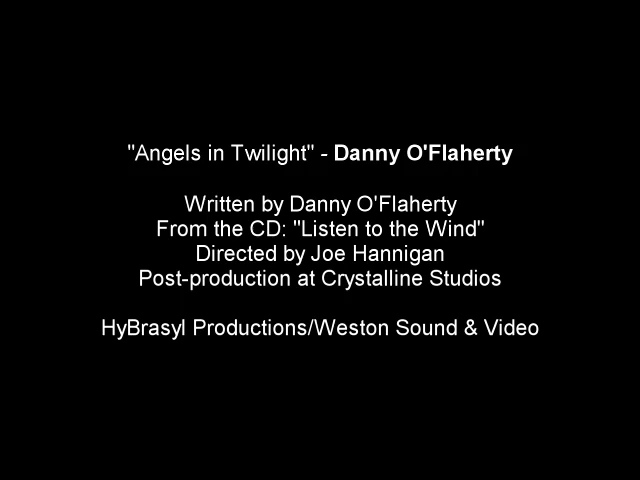 "Angels in Twilight" - Danny O'Flaherty
Written by Danny O'Flaherty
From the CD: "Listen to the Wind"
Directed by Joe Hannigan
Post-production at Crystalline Studios
HyBrasyl Productions/Weston Sound & Video